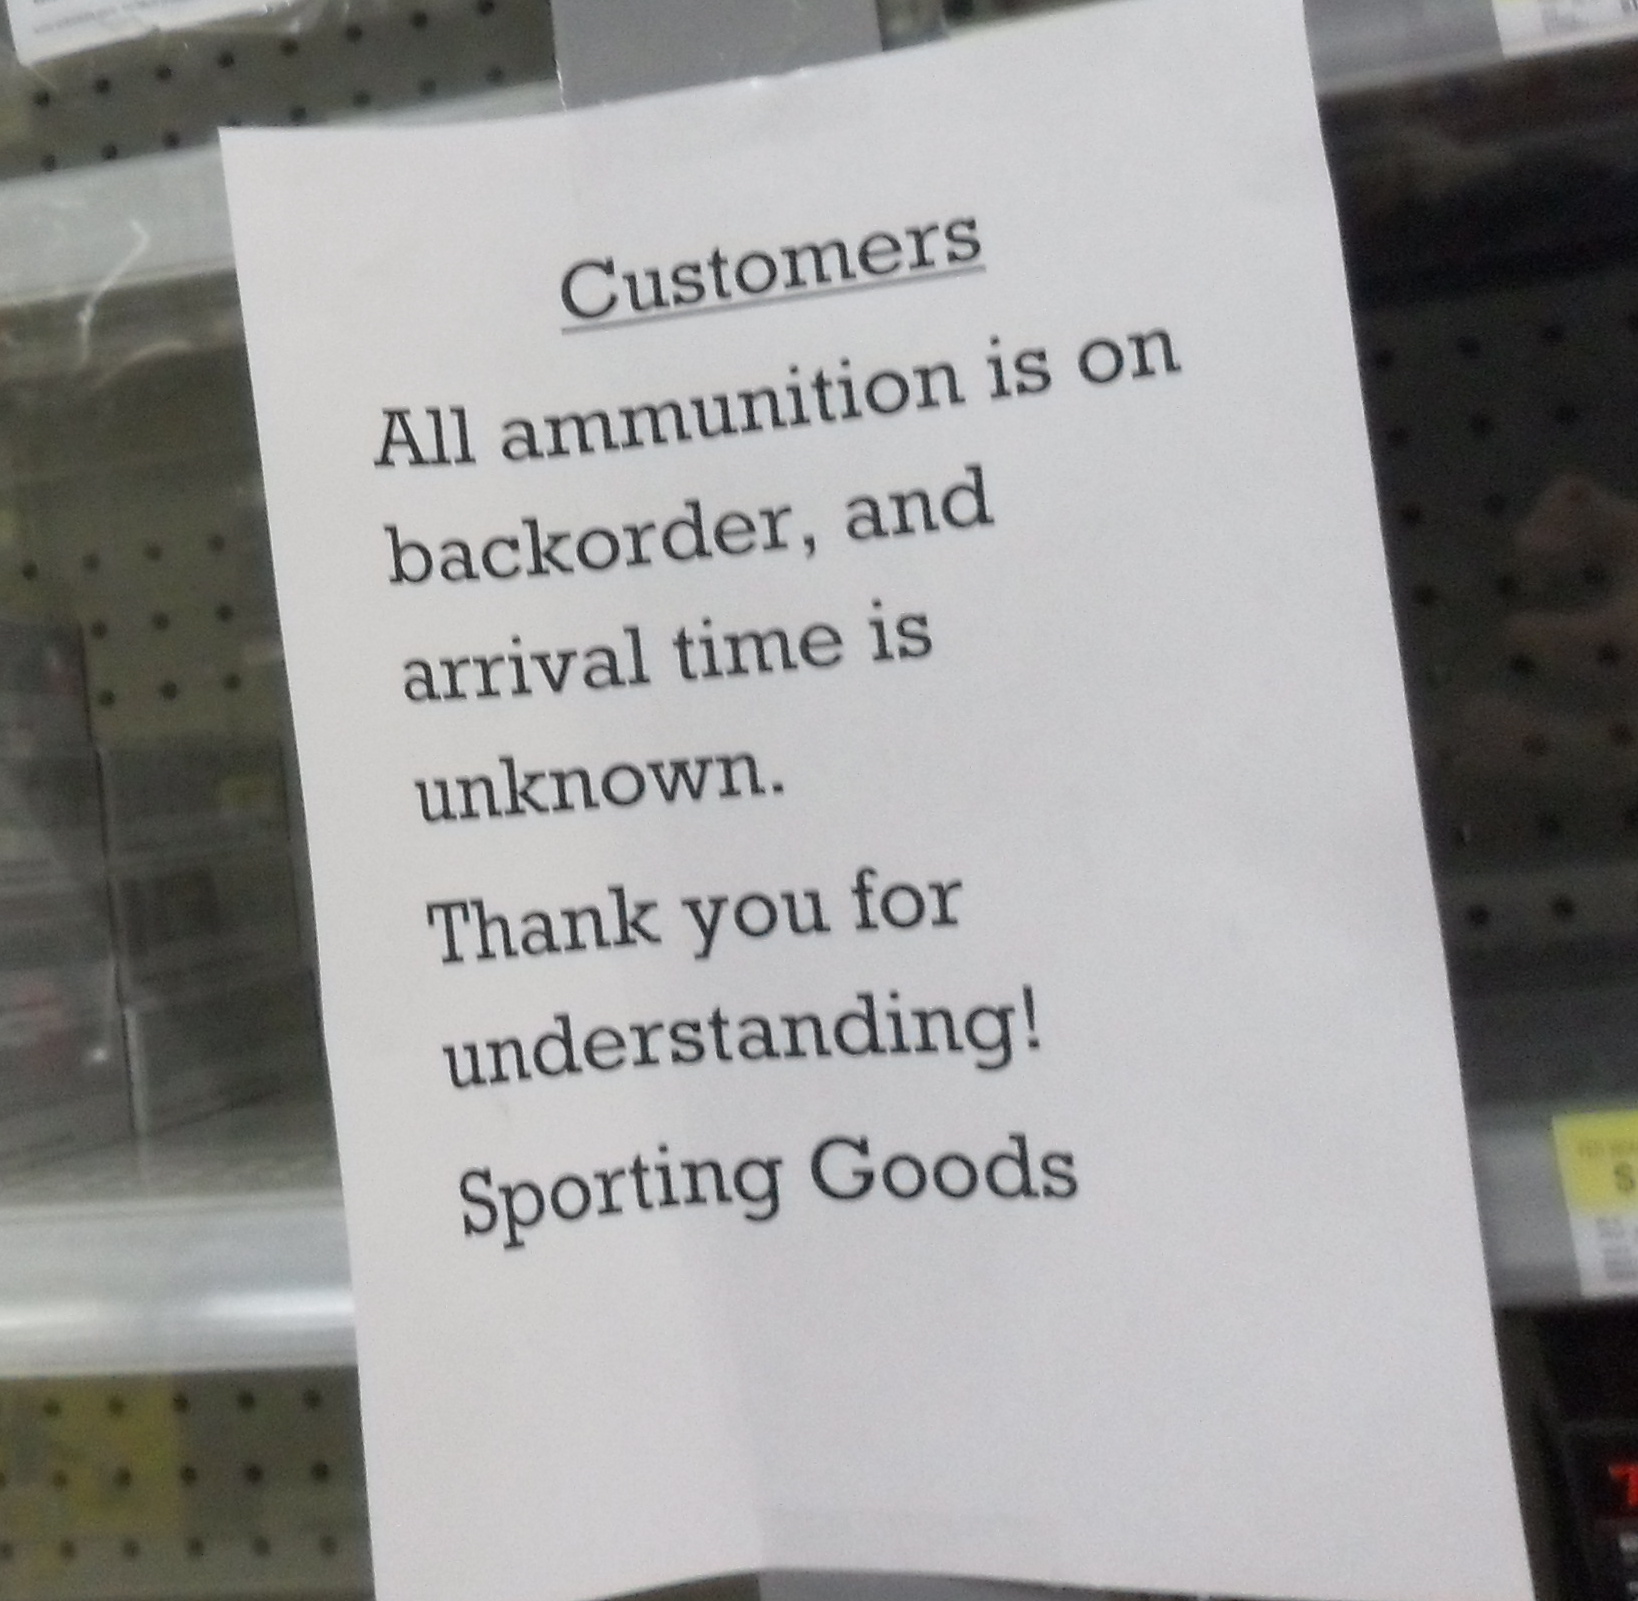 Customers
All ammunition is on
backorder, and
arrival time is
unknown.
Thank you for
understanding!
Sporting Goods